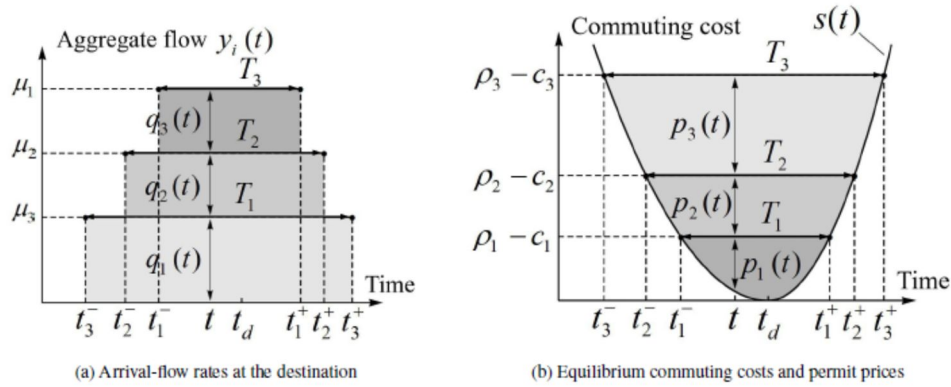 Aggregate flow y_i(t)
μ_1
T_3
q_3(t)
μ_2
T_2
q_2(t)
μ_3
T_1
q_1(t)
Time
t_3^- t_2^- t_1^- t t_d t_1^+ t_2^+ t_3^+
(a) Arrival-flow rates at the destination
Commuting cost
s(t)
ρ_3 − c_3
T_3
p_3(t)
ρ_2 − c_2
T_2
p_2(t)
ρ_1 − c_1
T_1
p_1(t)
Time
t_3^- t_2^- t_1^- t t_d t_1^+ t_2^+ t_3^+
(b) Equilibrium commuting costs and permit prices